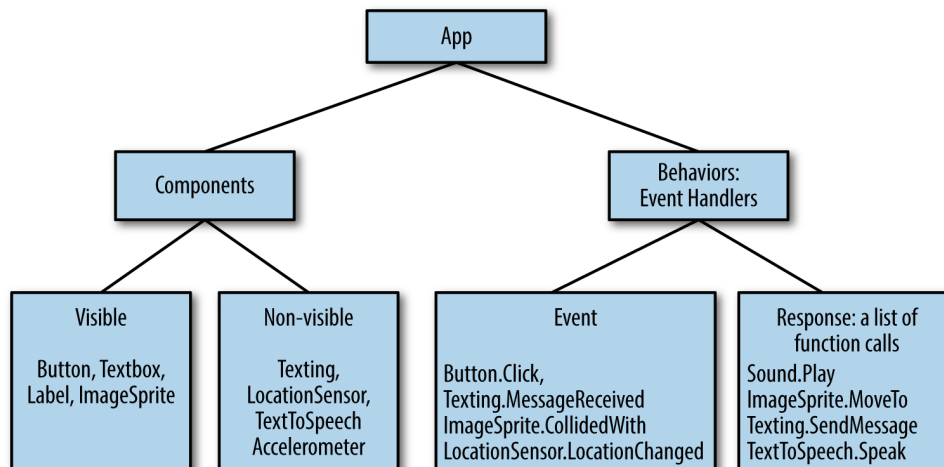 App
Components
Behaviors:
Event Handlers
Visible
Button, Textbox,
Label, ImageSprite
Non-visible
Texting,
LocationSensor,
TextToSpeech
Accelerometer
Event
Button.Click,
Texting.MessageReceived
ImageSprite.CollidedWith
LocationSensor.LocationChanged
Response: a list of
function calls
Sound.Play
ImageSprite.MoveTo
Texting.SendMessage
TextToSpeech.Speak